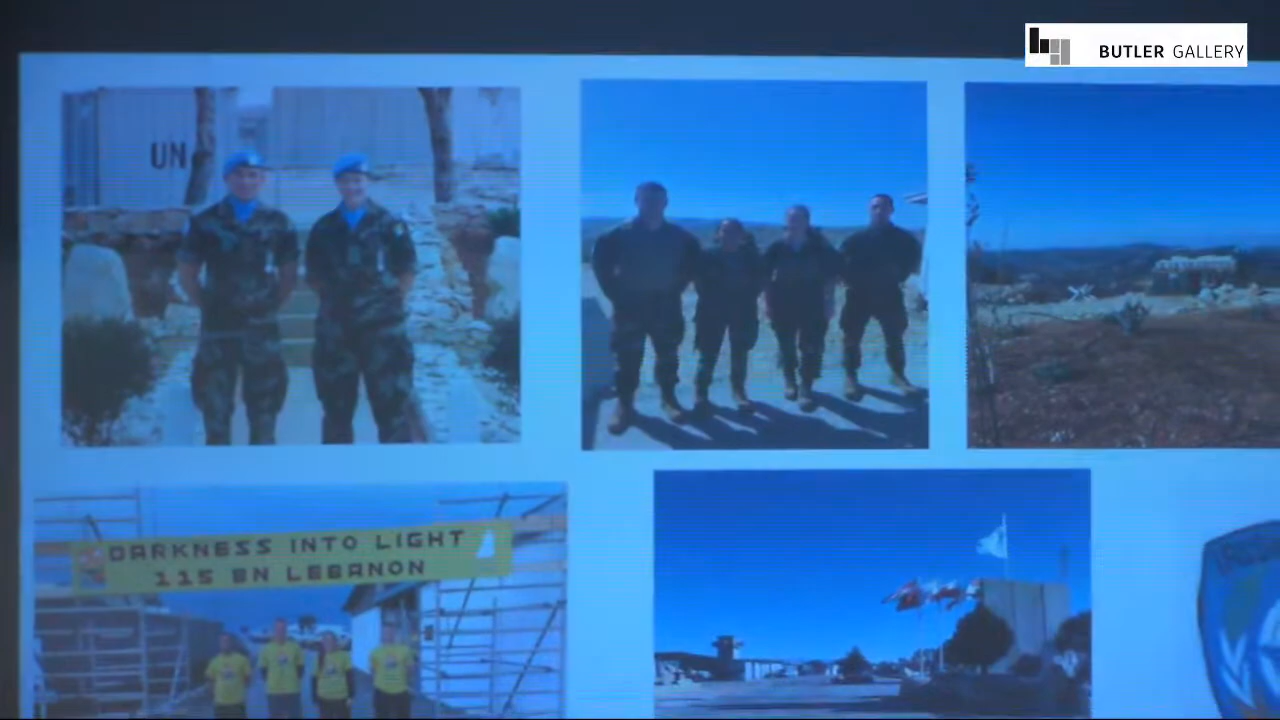 BUTLER GALLERY
UN
DARKNESS INTO LIGHT
115 BN LEBANON